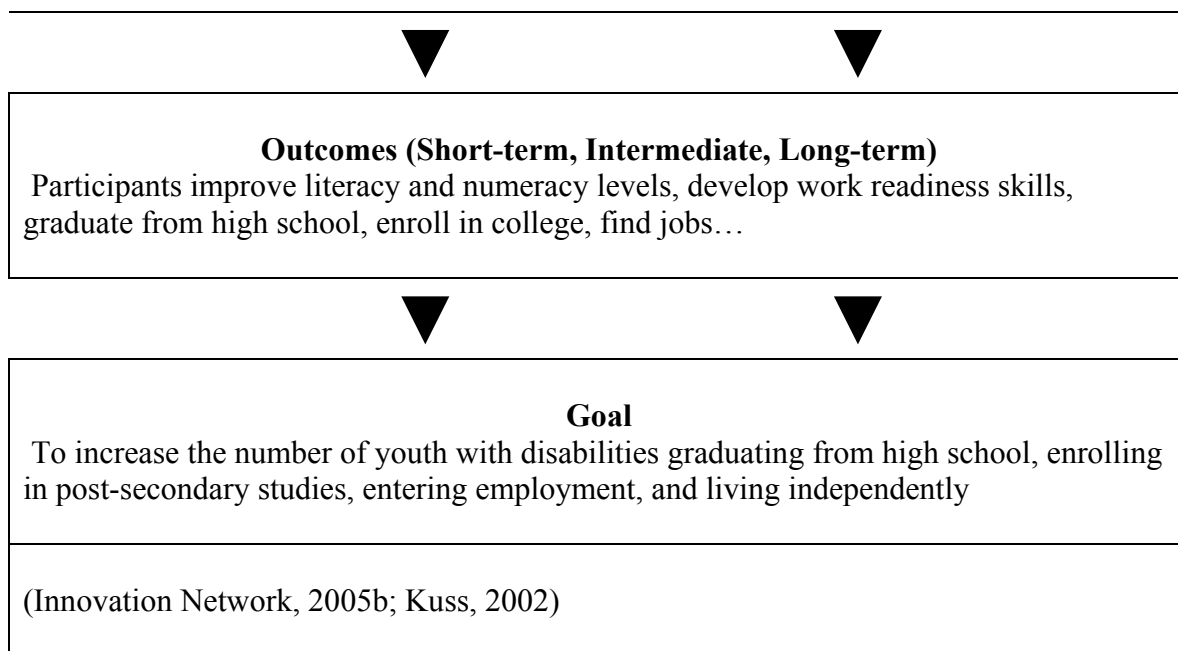 Outcomes (Short-term, Intermediate, Long-term)
Participants improve literacy and numeracy levels, develop work readiness skills,
graduate from high school, enroll in college, find jobs…
Goal
To increase the number of youth with disabilities graduating from high school, enrolling
in post-secondary studies, entering employment, and living independently
(Innovation Network, 2005b; Kuss, 2002)